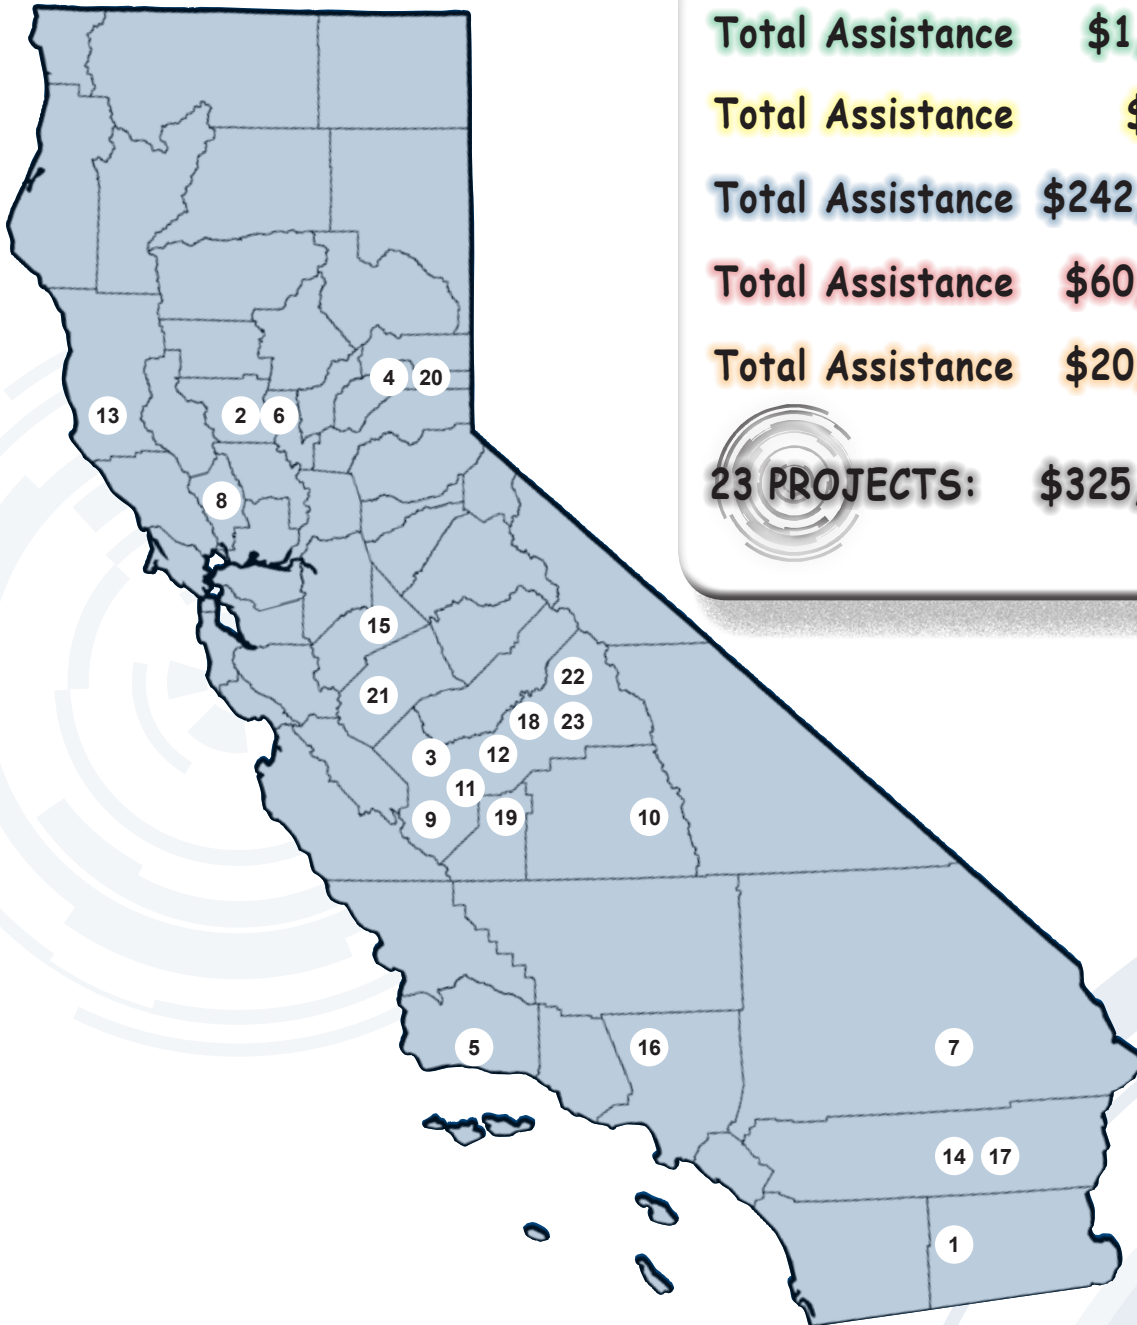 Total Assistance $1,
Total Assistance $
Total Assistance $242,
Total Assistance $60,
Total Assistance $20,
23 PROJECTS: $325,
4 20
13 2 6
8
15
22
21
18 23
3 12
11
9 19 10
5 16 7
14 17
1